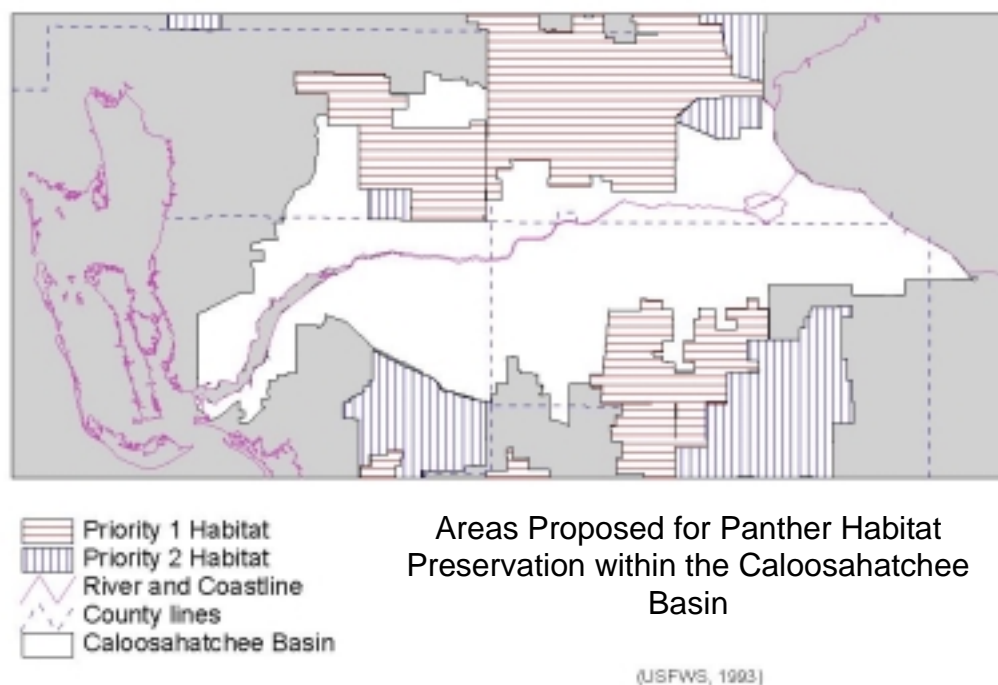 Priority 1 Habitat
Priority 2 Habitat
River and Coastline
County lines
Caloosahatchee Basin
Areas Proposed for Panther Habitat
Preservation within the Caloosahatchee
Basin
(USFWS, 1993)